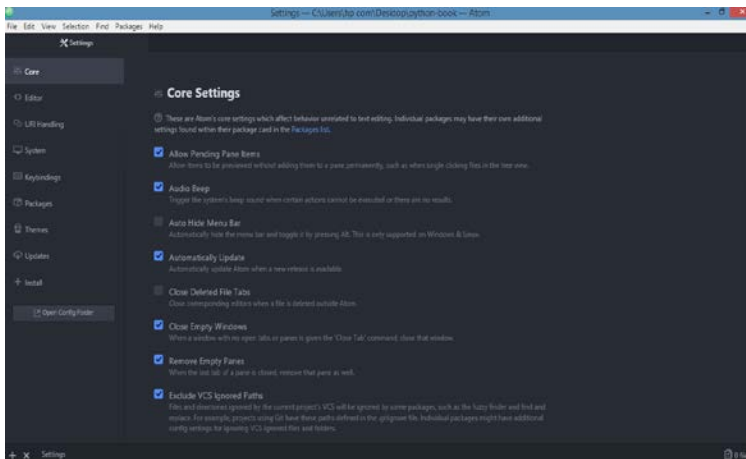 Settings — C:\Users\hp com\Desktop\python-book — Atom
File Edit View Selection Find Packages Help
Settings
Core
Editor
URI Handling
System
Keybindings
Packages
Themes
Updates
+ Install
Open Config Folder
Core Settings
These are Atom's core settings which affect behavior unrelated to text editing. Individual packages may have their own additional
settings found within their package card in the Packages list.
Allow Pending Pane Items
Allow items to be previewed without adding them to a pane permanently, such as when single clicking files in the tree view.
Audio Beep
Trigger the system's beep sound when certain actions cannot be executed or there are no results.
Auto Hide Menu Bar
Automatically hide the menu bar and toggle it by pressing Alt. This is only supported on Windows & Linux.
Automatically Update
Automatically update Atom when a new release is available.
Close Deleted File Tabs
Close corresponding editors when a file is deleted outside Atom.
Close Empty Windows
When a window with no open tabs or panes is given the 'Close Tab' command, close that window.
Remove Empty Panes
When the last tab of a pane is closed, remove that pane as well.
Exclude VCS Ignored Paths
Files and directories ignored by the current project's VCS will be ignored by some packages, such as the fuzzy finder and find and
replace. For example, projects using Git have these paths defined in the .gitignore file. Individual packages might have additional
config settings for ignoring VCS ignored files and folders.
+ × Settings